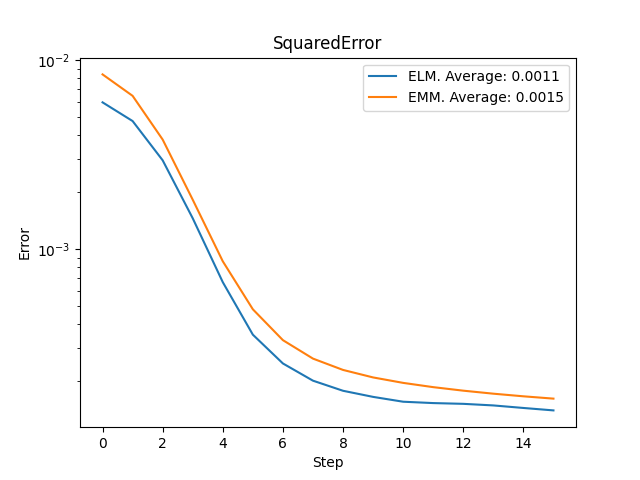 SquaredError
ELM. Average: 0.0011
EMM. Average: 0.0015
10⁻²
10⁻³
Error
0 2 4 6 8 10 12 14
Step